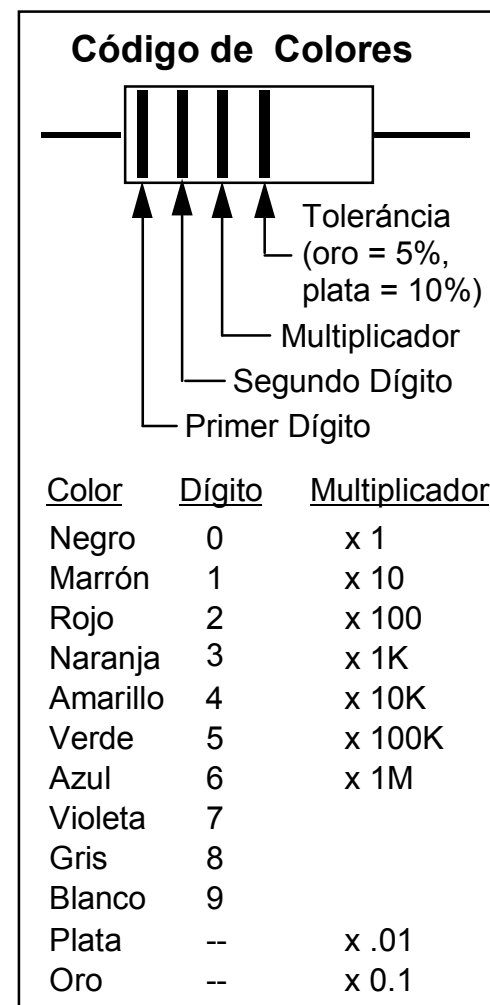 Código de Colores
Toleráncia
(oro = 5%,
plata = 10%)
Multiplicador
Segundo Dígito
Primer Dígito
Color Dígito Multiplicador
Negro 0 x 1
Marrón 1 x 10
Rojo 2 x 100
Naranja 3 x 1K
Amarillo 4 x 10K
Verde 5 x 100K
Azul 6 x 1M
Violeta 7
Gris 8
Blanco 9
Plata -- x .01
Oro -- x 0.1